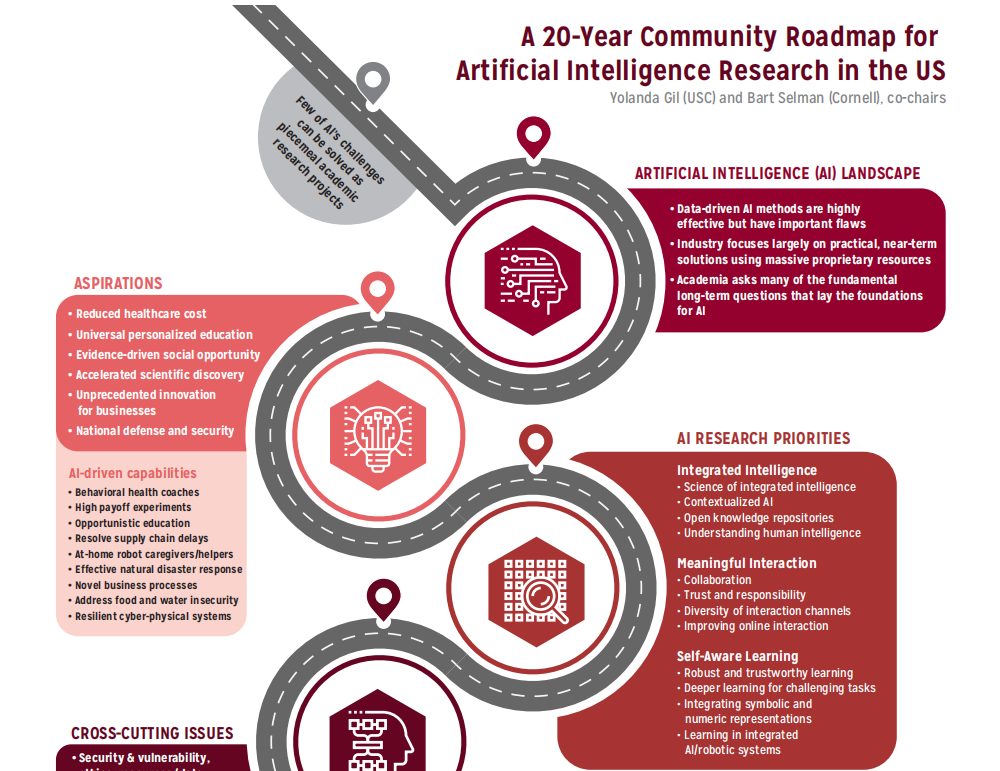 A 20-Year Community Roadmap for
Artificial Intelligence Research in the US
Yolanda Gil (USC) and Bart Selman (Cornell), co-chairs
Few of AI's challenges
can be solved as
piecemeal academic
research projects
ARTIFICIAL INTELLIGENCE (AI) LANDSCAPE
• Data-driven AI methods are highly
effective but have important flaws
• Industry focuses largely on practical, near-term
solutions using massive proprietary resources
• Academia asks many of the fundamental
long-term questions that lay the foundations
for AI
ASPIRATIONS
• Reduced healthcare cost
• Universal personalized education
• Evidence-driven social opportunity
• Accelerated scientific discovery
• Unprecedented innovation
for businesses
• National defense and security
AI-driven capabilities
• Behavioral health coaches
• High payoff experiments
• Opportunistic education
• Resolve supply chain delays
• At-home robot caregivers/helpers
• Effective natural disaster response
• Novel business processes
• Address food and water insecurity
• Resilient cyber-physical systems
AI RESEARCH PRIORITIES
Integrated Intelligence
• Science of integrated intelligence
• Contextualized AI
• Open knowledge repositories
• Understanding human intelligence
Meaningful Interaction
• Collaboration
• Trust and responsibility
• Diversity of interaction channels
• Improving online interaction
Self-Aware Learning
• Robust and trustworthy learning
• Deeper learning for challenging tasks
• Integrating symbolic and
numeric representations
• Learning in integrated
AI/robotic systems
CROSS-CUTTING ISSUES
• Security & vulnerability,